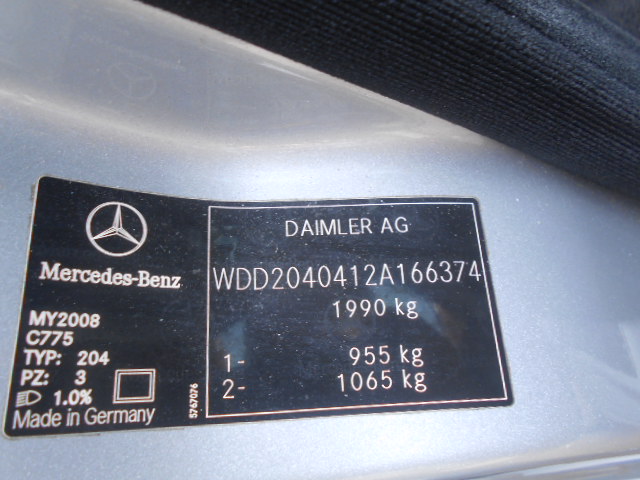 Mercedes-Benz
MY2008
C775
TYP: 204
PZ: 3
1.0%
Made in Germany
5767076
DAIMLER AG
WDD2040412A166374
1990 kg
1- 955 kg
2- 1065 kg